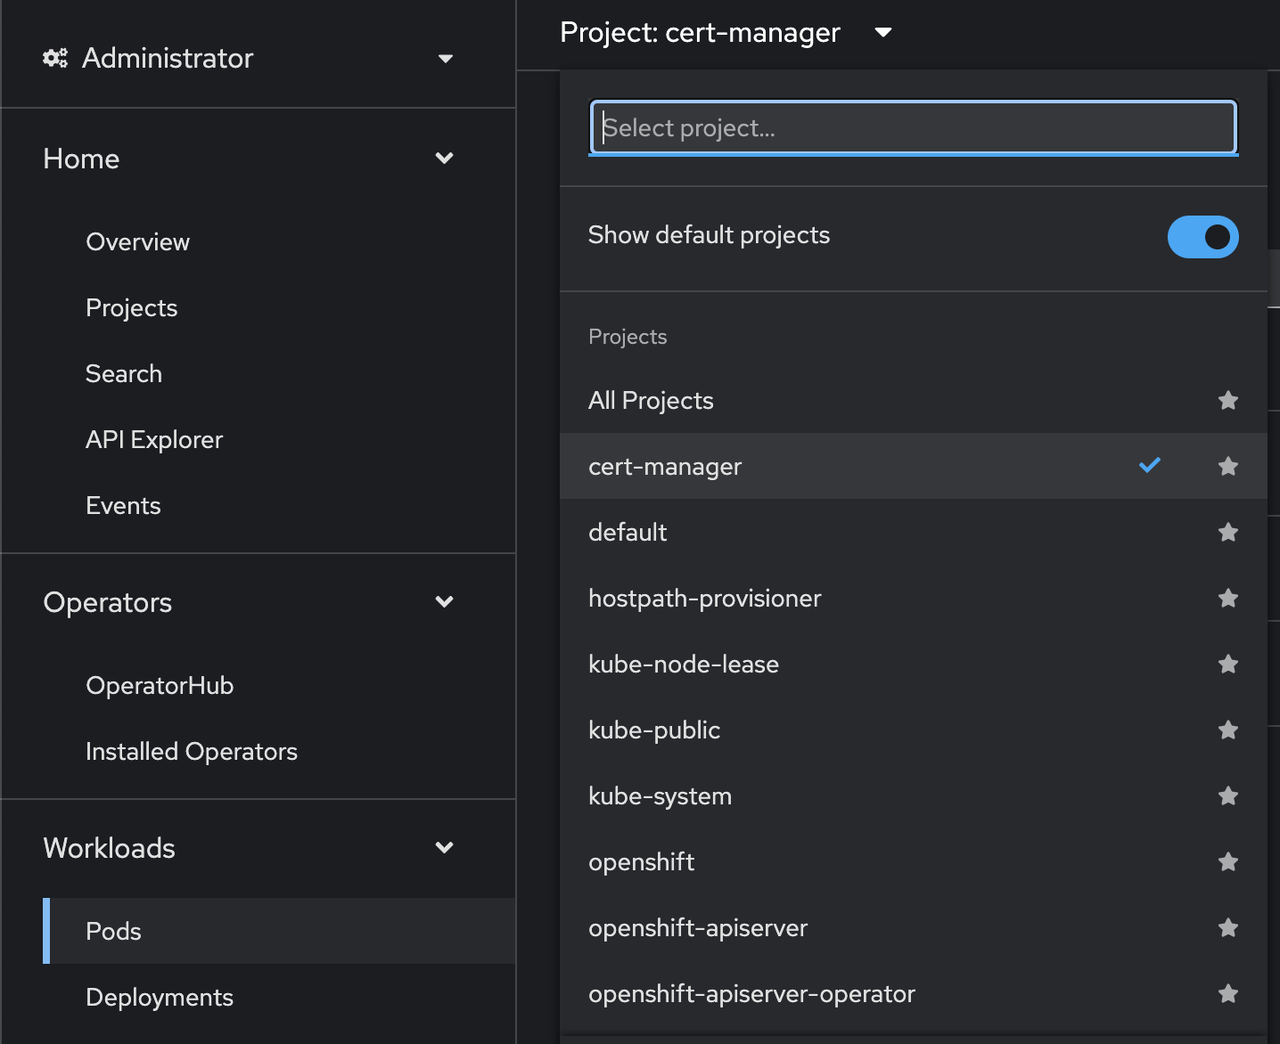 Administrator
Home
Overview
Projects
Search
API Explorer
Events
Operators
OperatorHub
Installed Operators
Workloads
Pods
Deployments
Project: cert-manager
Select project...
Show default projects
Projects
All Projects
cert-manager
default
hostpath-provisioner
kube-node-lease
kube-public
kube-system
openshift
openshift-apiserver
openshift-apiserver-operator